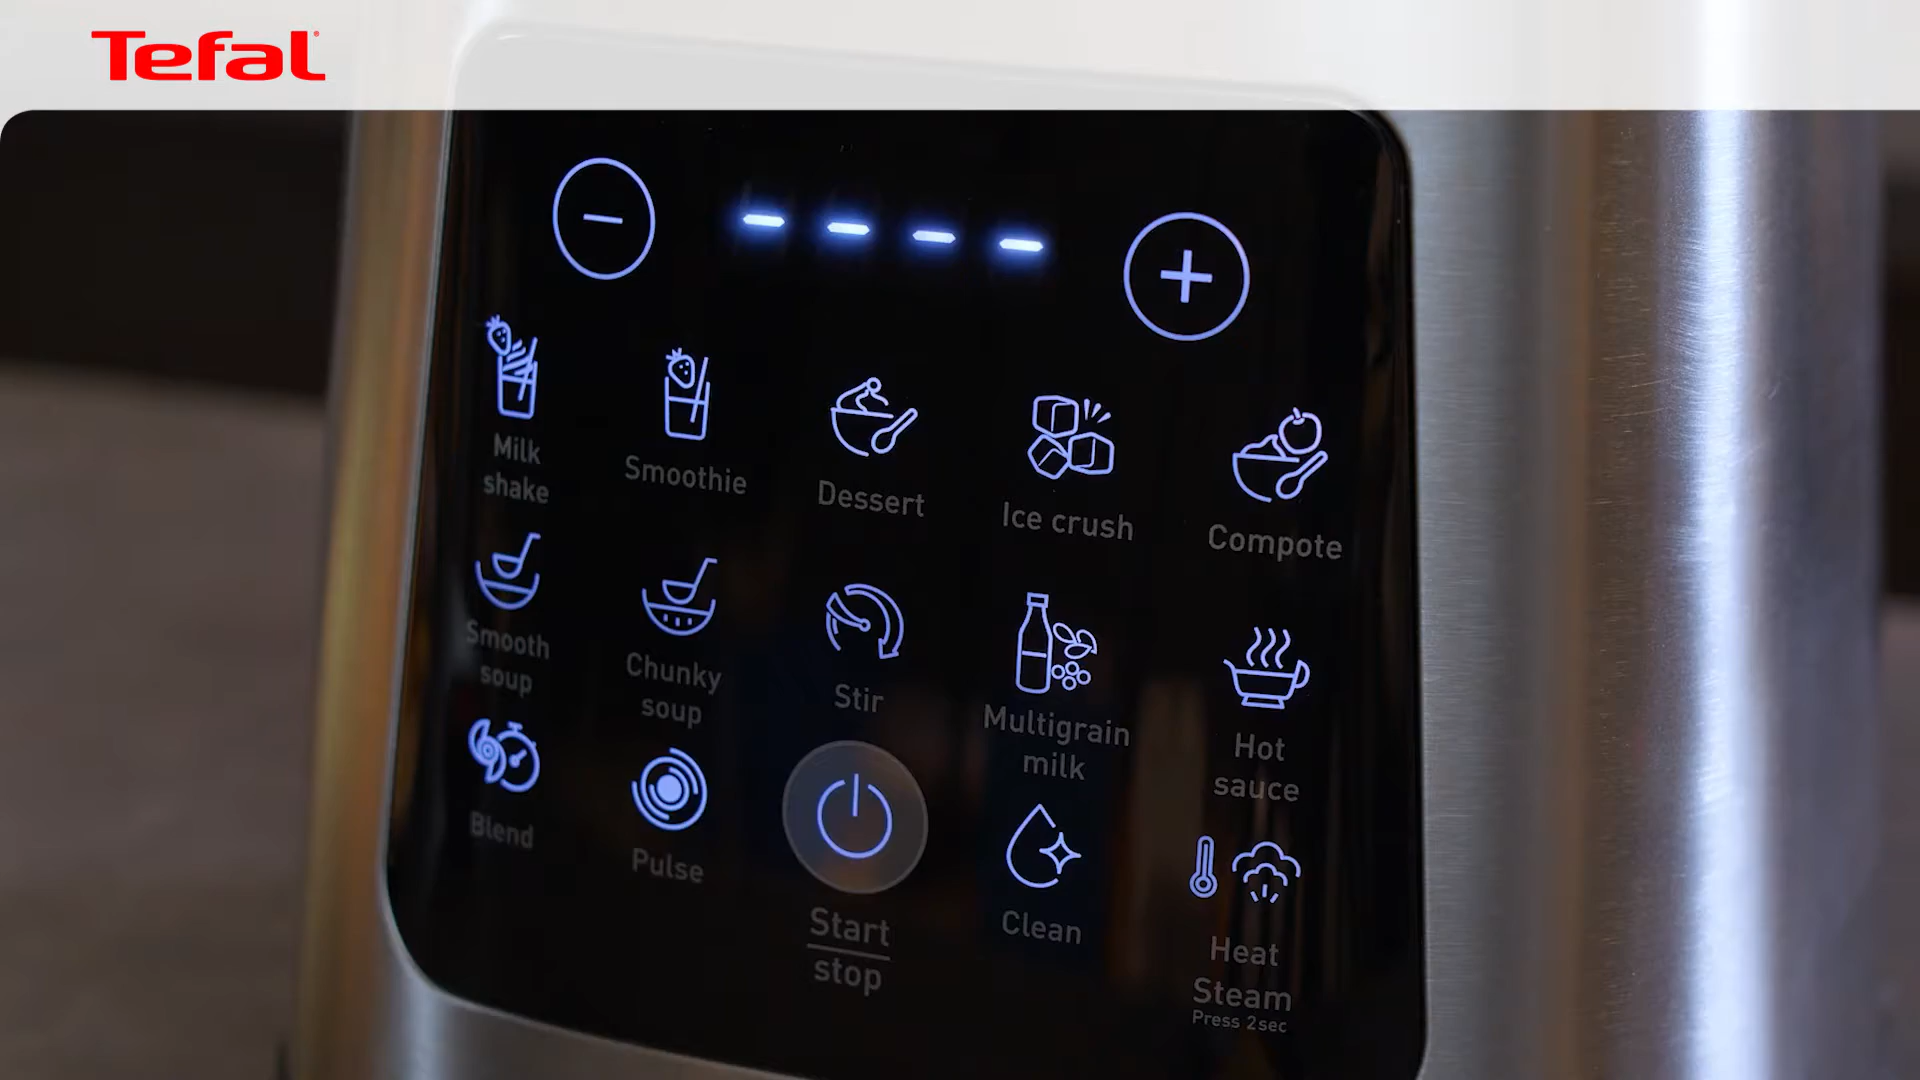 Tefal
Milk
shake
Smoothie
Dessert
Ice crush
Compote
Smooth
soup
Chunky
soup
Stir
Multigrain
milk
Hot
sauce
Blend
Pulse
Start
stop
Clean
Heat
Steam
Press 2sec